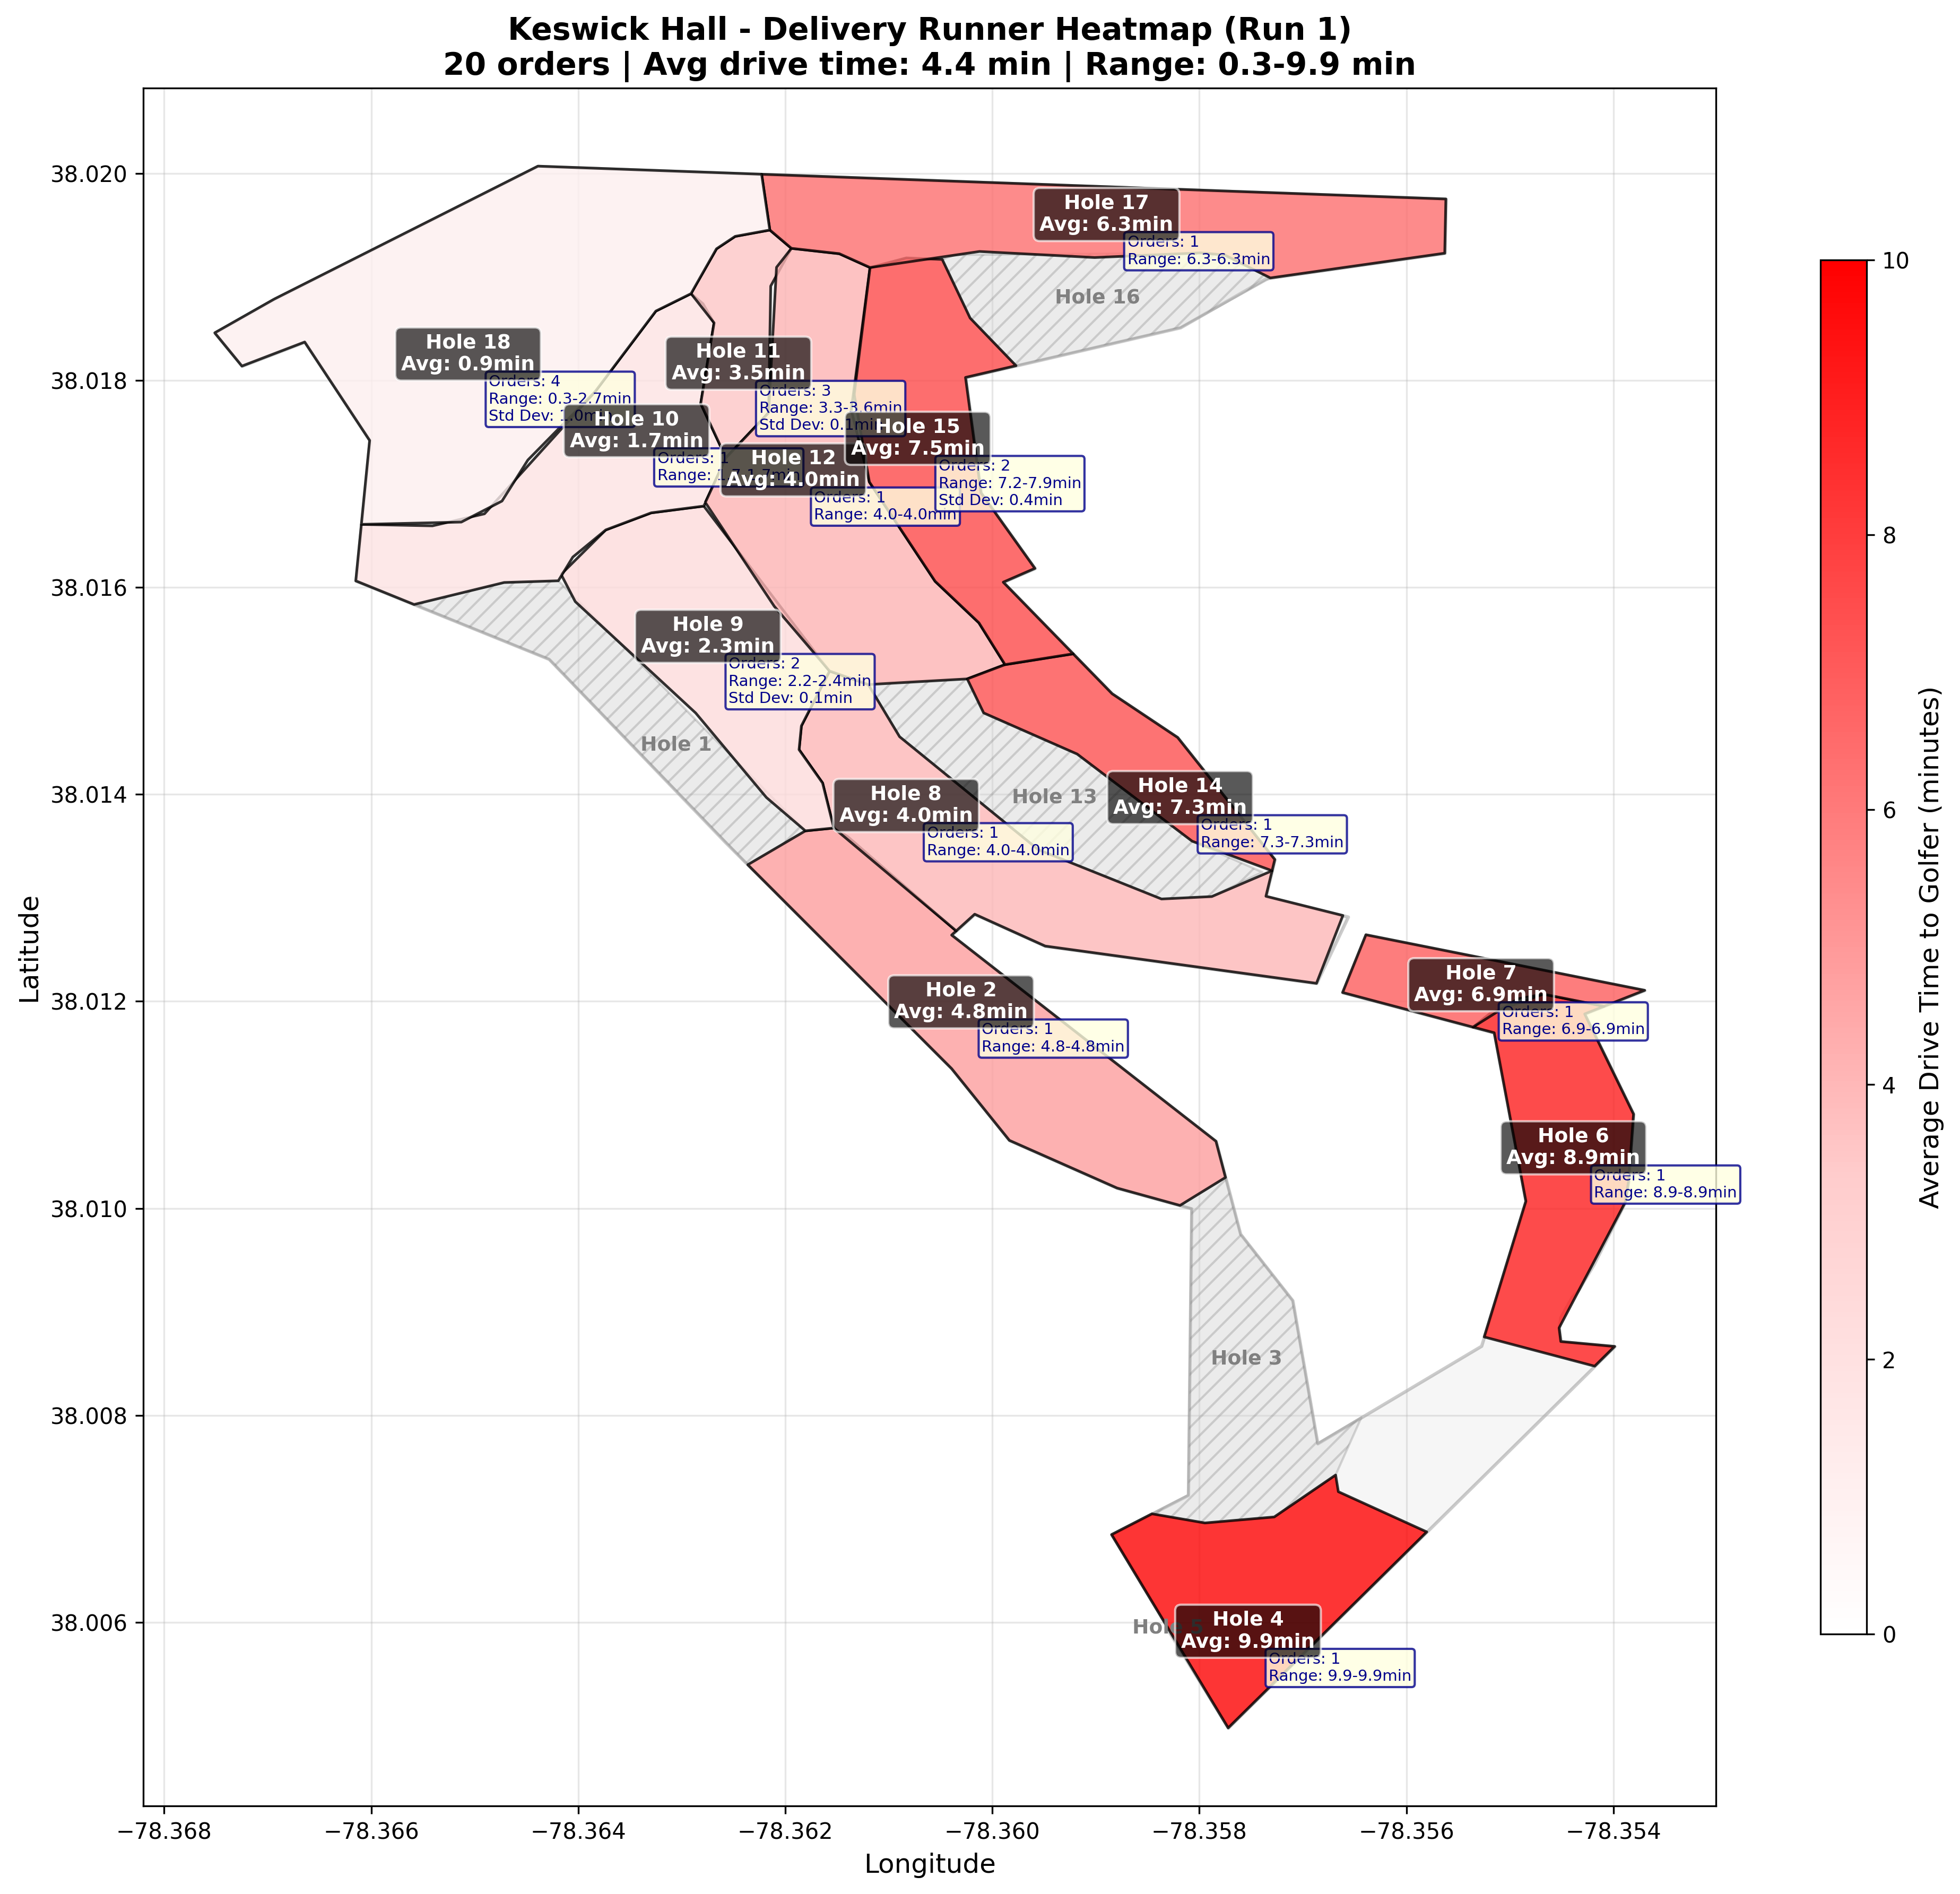 Keswick Hall - Delivery Runner Heatmap (Run 1)
20 orders | Avg drive time: 4.4 min | Range: 0.3-9.9 min
Hole 17
Avg: 6.3min
Orders: 1
Range: 6.3-6.3min
Hole 16
Hole 18
Avg: 0.9min
Orders: 4
Range: 0.3-2.7min
Std Dev: 1.0min
Hole 11
Avg: 3.5min
Orders: 3
Range: 3.3-3.6min
Std Dev: 0.1min
Hole 10
Avg: 1.7min
Orders: 1
Range: 1.7-1.7min
Hole 15
Avg: 7.5min
Orders: 2
Range: 7.2-7.9min
Std Dev: 0.4min
Hole 12
Avg: 4.0min
Orders: 1
Range: 4.0-4.0min
Hole 9
Avg: 2.3min
Orders: 2
Range: 2.2-2.4min
Std Dev: 0.1min
Hole 1
Hole 8
Avg: 4.0min
Orders: 1
Range: 4.0-4.0min
Hole 13
Hole 14
Avg: 7.3min
Orders: 1
Range: 7.3-7.3min
Hole 2
Avg: 4.8min
Orders: 1
Range: 4.8-4.8min
Hole 7
Avg: 6.9min
Orders: 1
Range: 6.9-6.9min
Hole 6
Avg: 8.9min
Orders: 1
Range: 8.9-8.9min
Hole 3
Hole 5
Hole 4
Avg: 9.9min
Orders: 1
Range: 9.9-9.9min
38.020
38.018
38.016
38.014
38.012
38.010
38.008
38.006
Latitude
−78.368
−78.366
−78.364
−78.362
−78.360
−78.358
−78.356
−78.354
Longitude
10
8
6
4
2
0
Average Drive Time to Golfer (minutes)